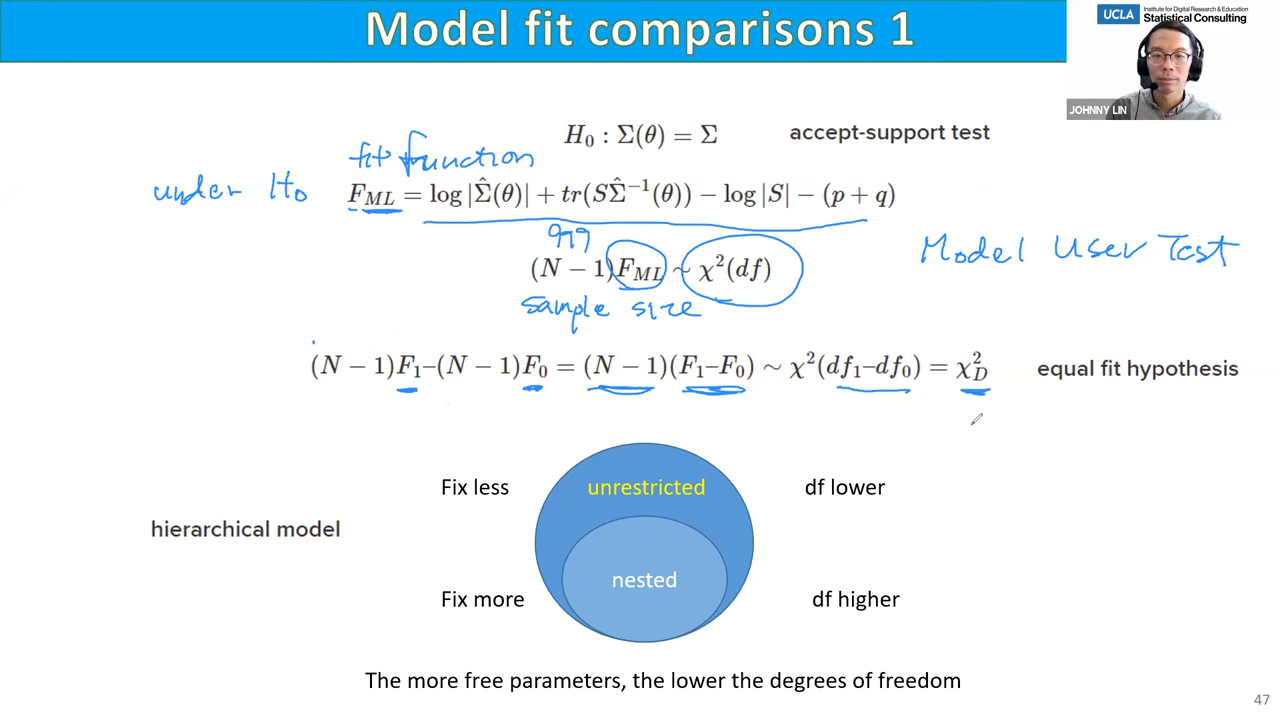 Model fit comparisons 1
UCLA
Institute for Digital Research & Education
Statistical Consulting
JOHNNY LIN
H₀ : Σ(θ) = Σ
accept-support test
fit function
under H₀
F_ML = log |Σ̂(θ)| + tr(SΣ̂⁻¹(θ)) − log |S| − (p + q)
999
(N − 1)F_ML ∼ χ²(df)
Model User Test
sample size
(N − 1)F₁–(N − 1)F₀ = (N − 1)(F₁–F₀) ∼ χ²(df₁–df₀) = χ²_D
equal fit hypothesis
Fix less
unrestricted
df lower
hierarchical model
nested
Fix more
df higher
The more free parameters, the lower the degrees of freedom
47